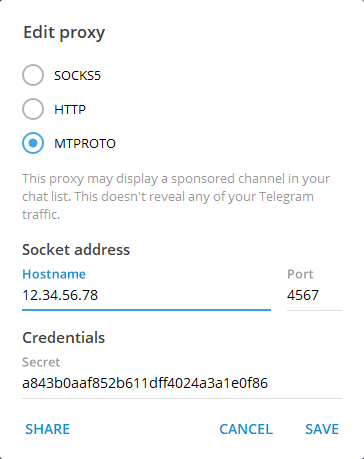 Edit proxy
SOCKS5
HTTP
MTPROTO
This proxy may display a sponsored channel in your
chat list. This doesn't reveal any of your Telegram
traffic.
Socket address
Hostname Port
12.34.56.78 4567
Credentials
Secret
a843b0aaf852b611dff4024a3a1e0f86
SHARE CANCEL SAVE